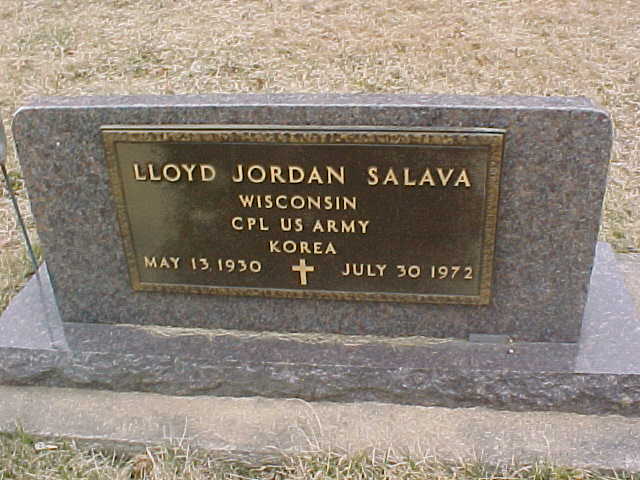 LLOYD JORDAN SALAVA
WISCONSIN
CPL US ARMY
KOREA
MAY 13 1930 JULY 30 1972